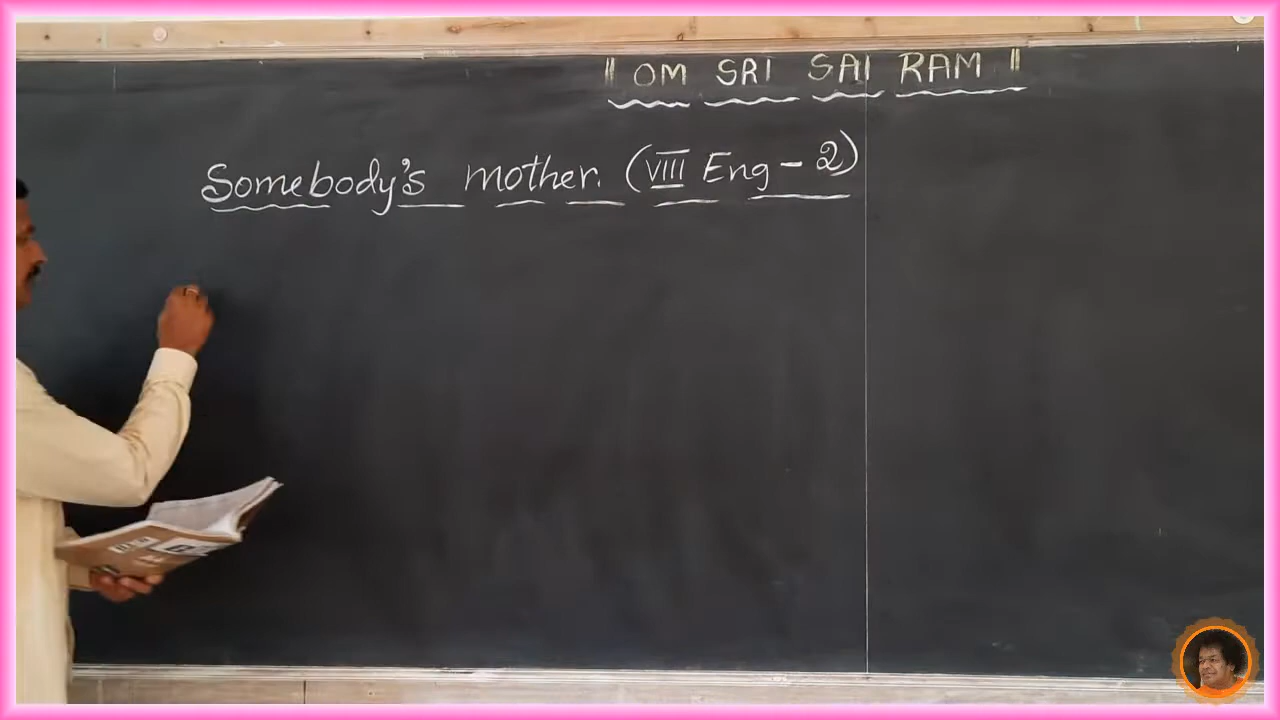 ॥ OM SRI SAI RAM ॥
Somebody's mother. (VIII Eng - 2)